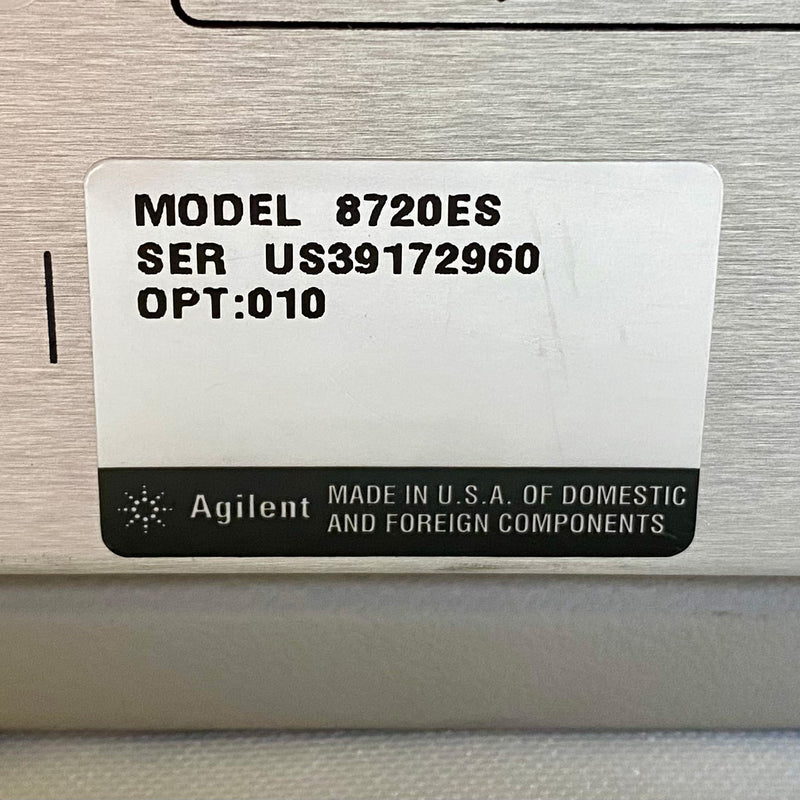 MODEL 8720ES
SER US39172960
OPT:010
Agilent
MADE IN U.S.A. OF DOMESTIC
AND FOREIGN COMPONENTS